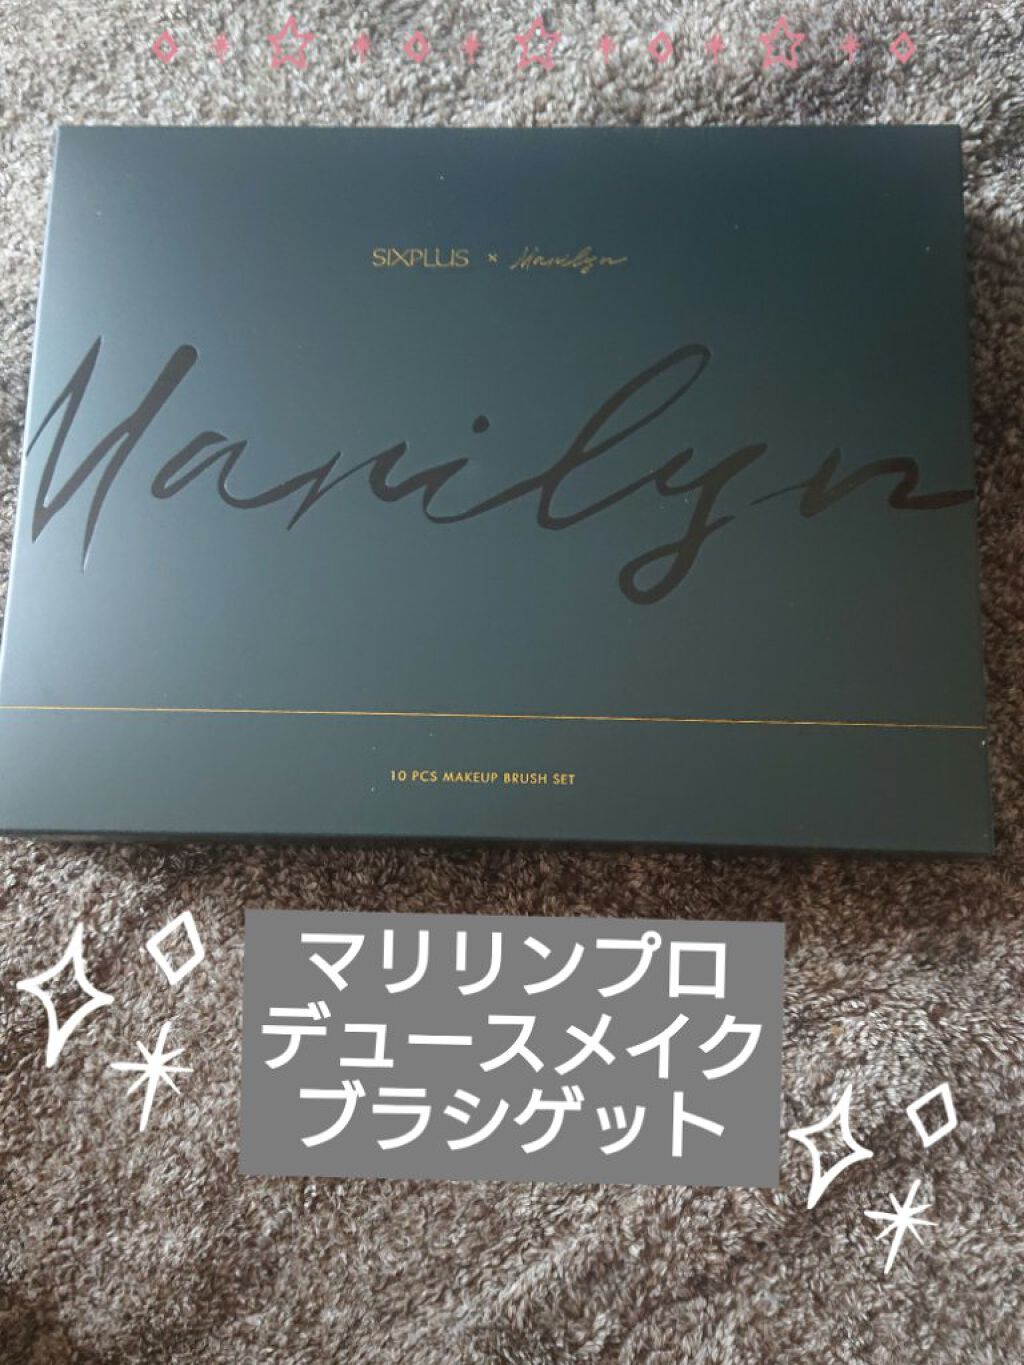 SIXPLUS × Marilyn
Marilyn
10 PCS MAKEUP BRUSH SET
マリリンプロ
デュースメイク
ブラシゲット